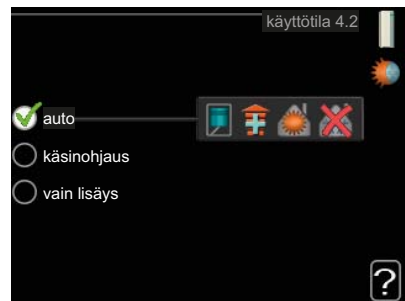 käyttötila 4.2
auto
käsinohjaus
vain lisäys
?